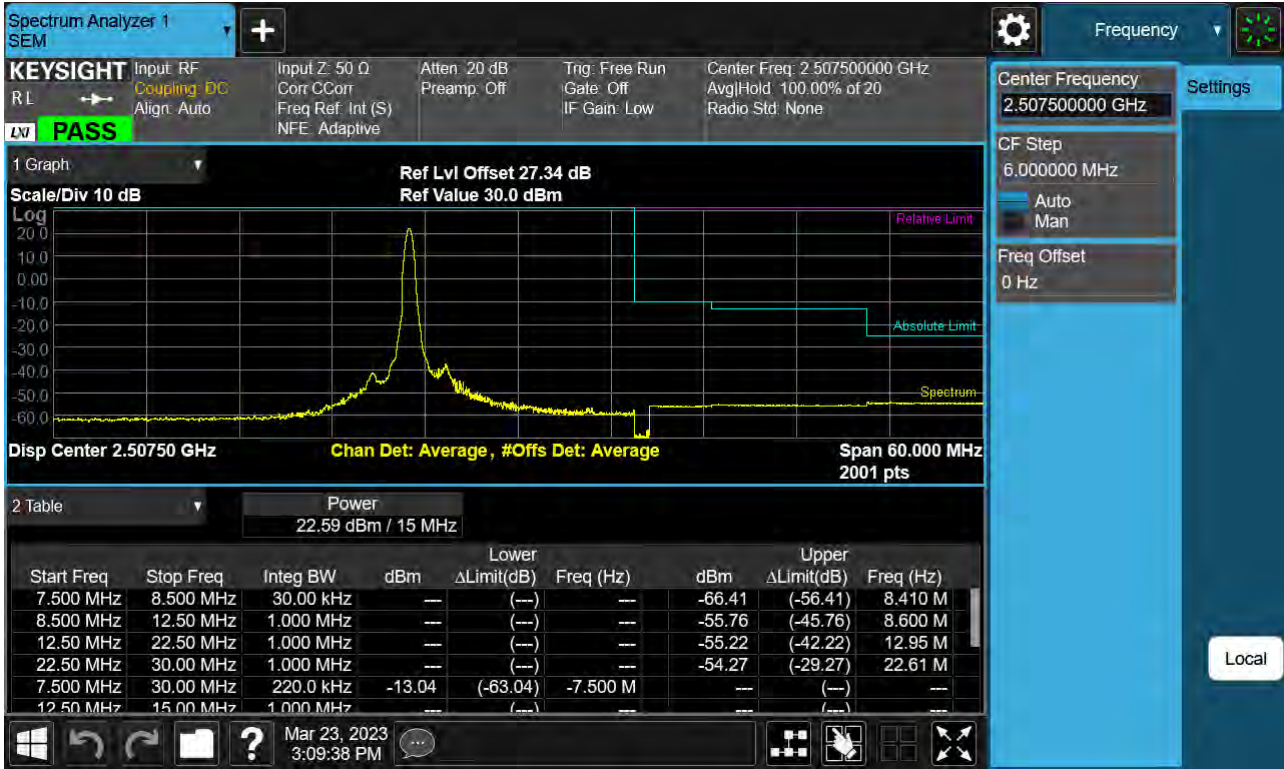 Spectrum Analyzer 1
SEM
Frequency
KEYSIGHT
Input: RF
Coupling: DC
Align: Auto
Input Z: 50 Ω
Corr CCorr
Freq Ref: Int (S)
NFE: Adaptive
Atten: 20 dB
Preamp: Off
Trig: Free Run
Gate: Off
IF Gain: Low
Center Freq: 2.507500000 GHz
Avg|Hold: 100.00% of 20
Radio Std: None
R L
LXI
PASS
Center Frequency
2.507500000 GHz
Settings
CF Step
6.000000 MHz
Auto
Man
Freq Offset
0 Hz
Local
1 Graph
Scale/Div 10 dB
Ref Lvl Offset 27.34 dB
Ref Value 30.0 dBm
Log
20.0
10.0
0.00
-10.0
-20.0
-30.0
-40.0
-50.0
-60.0
Relative Limit
Absolute Limit
Spectrum
Disp Center 2.50750 GHz
Chan Det: Average , #Offs Det: Average
Span 60.000 MHz
2001 pts
2 Table
Power
22.59 dBm / 15 MHz
Lower Upper
Start Freq Stop Freq Integ BW dBm ΔLimit(dB) Freq (Hz) dBm ΔLimit(dB) Freq (Hz)
7.500 MHz 8.500 MHz 30.00 kHz --- (---) --- -66.41 (-56.41) 8.410 M
8.500 MHz 12.50 MHz 1.000 MHz --- (---) --- -55.76 (-45.76) 8.600 M
12.50 MHz 22.50 MHz 1.000 MHz --- (---) --- -55.22 (-42.22) 12.95 M
22.50 MHz 30.00 MHz 1.000 MHz --- (---) --- -54.27 (-29.27) 22.61 M
7.500 MHz 30.00 MHz 220.0 kHz -13.04 (-63.04) -7.500 M --- (---) ---
12.50 MHz 15.00 MHz 1.000 MHz --- (---) --- --- (---) ---
Mar 23, 2023
3:09:38 PM